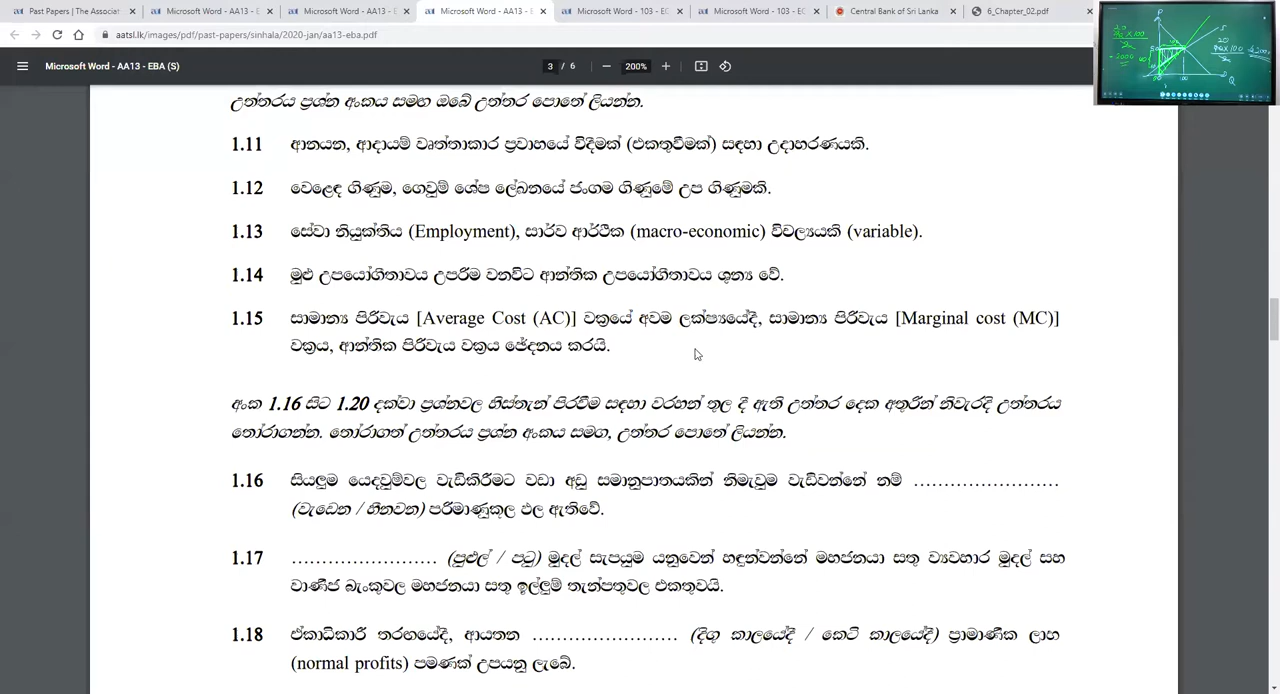 Past Papers | The Associat
Microsoft Word - AA13 - E
Microsoft Word - AA13 - E
Microsoft Word - AA13 - E
Microsoft Word - 103 - EC
Microsoft Word - 103 - EC
Central Bank of Sri Lanka
6_Chapter_02.pdf
aatsl.lk/images/pdf/past-papers/sinhala/2020-jan/aa13-eba.pdf
Microsoft Word - AA13 - EBA (S)
3 / 6
200%
උත්තරය ප්‍රශ්න අංකය සමඟ ඔබේ උත්තර පොතේ ලියන්න.
1.11 ආනයන, ආදායම් වෘත්තාකාර ප්‍රවාහයේ විදීමක් (එකතුවීමක්) සඳහා උදාහරණයකි.
1.12 වෙළෙඳ ගිණුම, ගෙවුම් ශේෂ ලේඛනයේ ජංගම ගිණුමේ උප ගිණුමකි.
1.13 සේවා නියුක්තිය (Employment), සාර්ව ආර්ථික (macro-economic) විචල්‍යයකි (variable).
1.14 මුළු උපයෝගීතාවය උපරිම වනවිට ආන්තික උපයෝගීතාවය ශුන්‍ය වේ.
1.15 සාමාන්‍ය පිරිවැය [Average Cost (AC)] වක්‍රයේ අවම ලක්ෂ්‍යයේදී, සාමාන්‍ය පිරිවැය [Marginal cost (MC)]
වක්‍රය, ආන්තික පිරිවැය වක්‍රය ඡේදනය කරයි.
අංක 1.16 සිට 1.20 දක්වා ප්‍රශ්නවල හිස්තැන් පිරවීම සඳහා වරහන් තුල දී ඇති උත්තර දෙක අතුරින් නිවැරදි උත්තරය
තෝරාගන්න. තෝරාගත් උත්තරය ප්‍රශ්න අංකය සමග, උත්තර පොතේ ලියන්න.
1.16 සියලුම යෙදවුම්වල වැඩිකිරීමට වඩා අඩු සමානුපාතයකින් නිමැවුම වැඩිවන්නේ නම් ........................
(වැඩෙන / හීනවන) පරිමාණුකූල ඵල ඇතිවේ.
1.17 ........................ (පුළුල් / පටු) මුදල් සැපයුම යනුවෙන් හඳුන්වන්නේ මහජනයා සතු ව්‍යවහාර මුදල් සහ
වාණිජ බැංකුවල මහජනයා සතු ඉල්ලුම් තැන්පතුවල එකතුවයි.
1.18 ඒකාධිකාරී තරඟයේදී, ආයතන ........................ (දිගු කාලයේදී / කෙටි කාලයේදී) ප්‍රාමාණික ලාභ
(normal profits) පමණක් උපයනු ලැබේ.